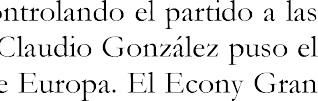 ontrolando el partido a las
Claudio González puso el
e Europa. El Econy Gran